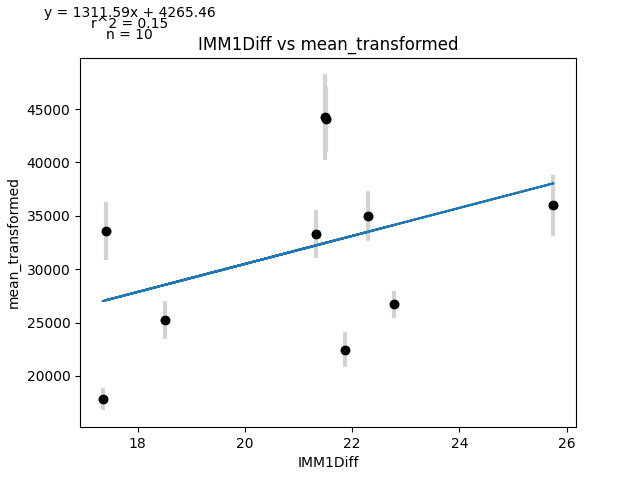 y = 1311.59x + 4265.46
r^2 = 0.15
n = 10
IMM1Diff vs mean_transformed
mean_transformed
45000
40000
35000
30000
25000
20000
18 20 22 24 26
IMM1Diff